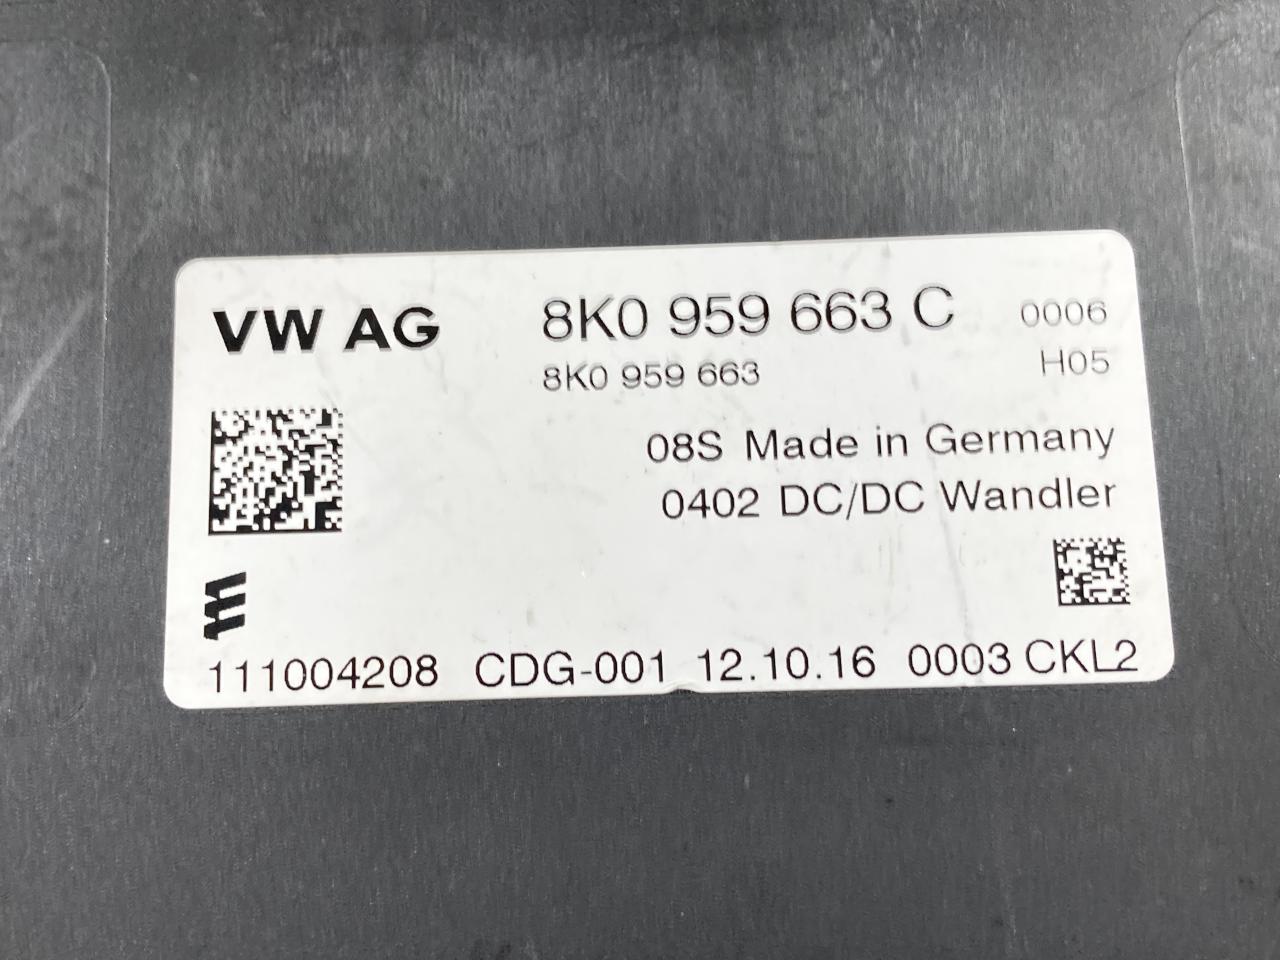 VW AG 8K0 959 663 C 0006
8K0 959 663 H05
08S Made in Germany
0402 DC/DC Wandler
111004208 CDG-001 12.10.16 0003 CKL2